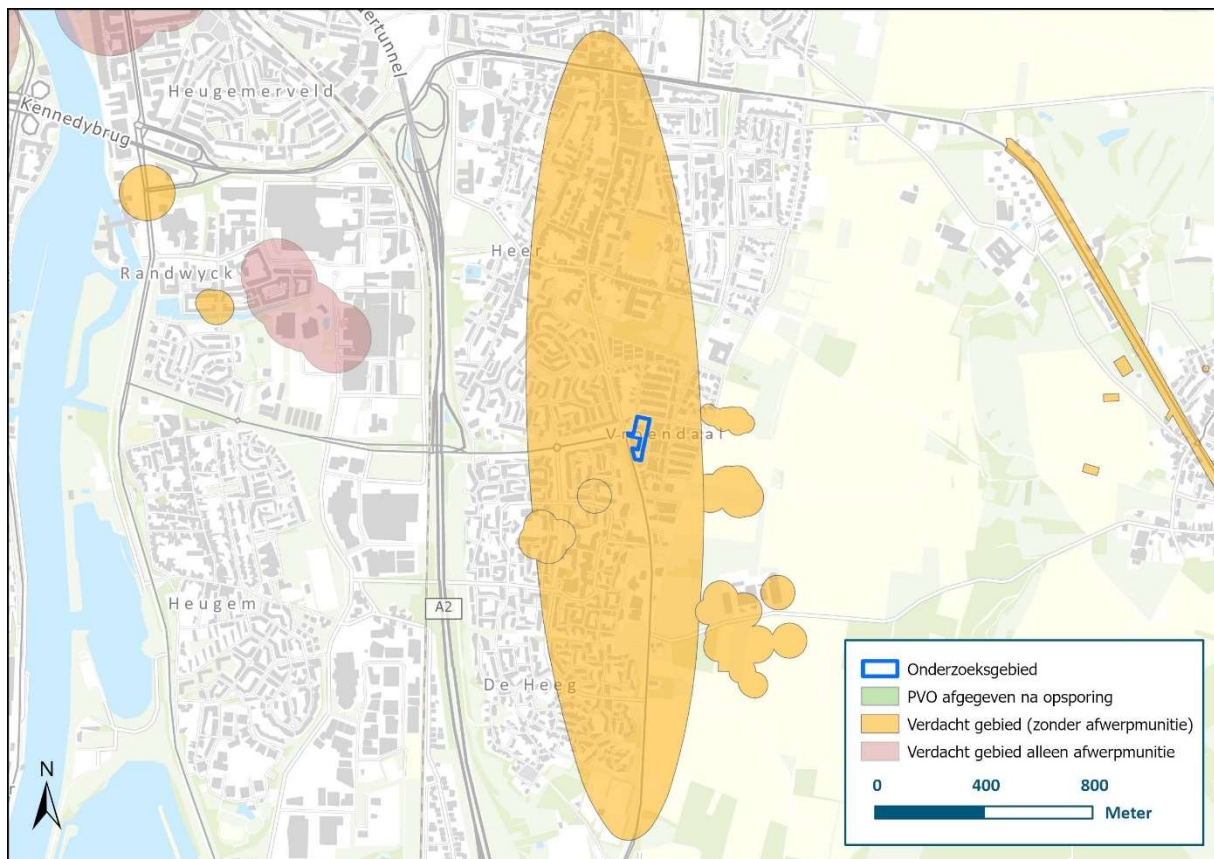 dertunnel
Heugemerveld
Kennedybrug
Heer
Randwyck
Vroendaal
A2
Heugem
De Heeg
N
Onderzoeksgebied
PVO afgegeven na opsporing
Verdacht gebied (zonder afwerpmunitie)
Verdacht gebied alleen afwerpmunitie
0 400 800
Meter